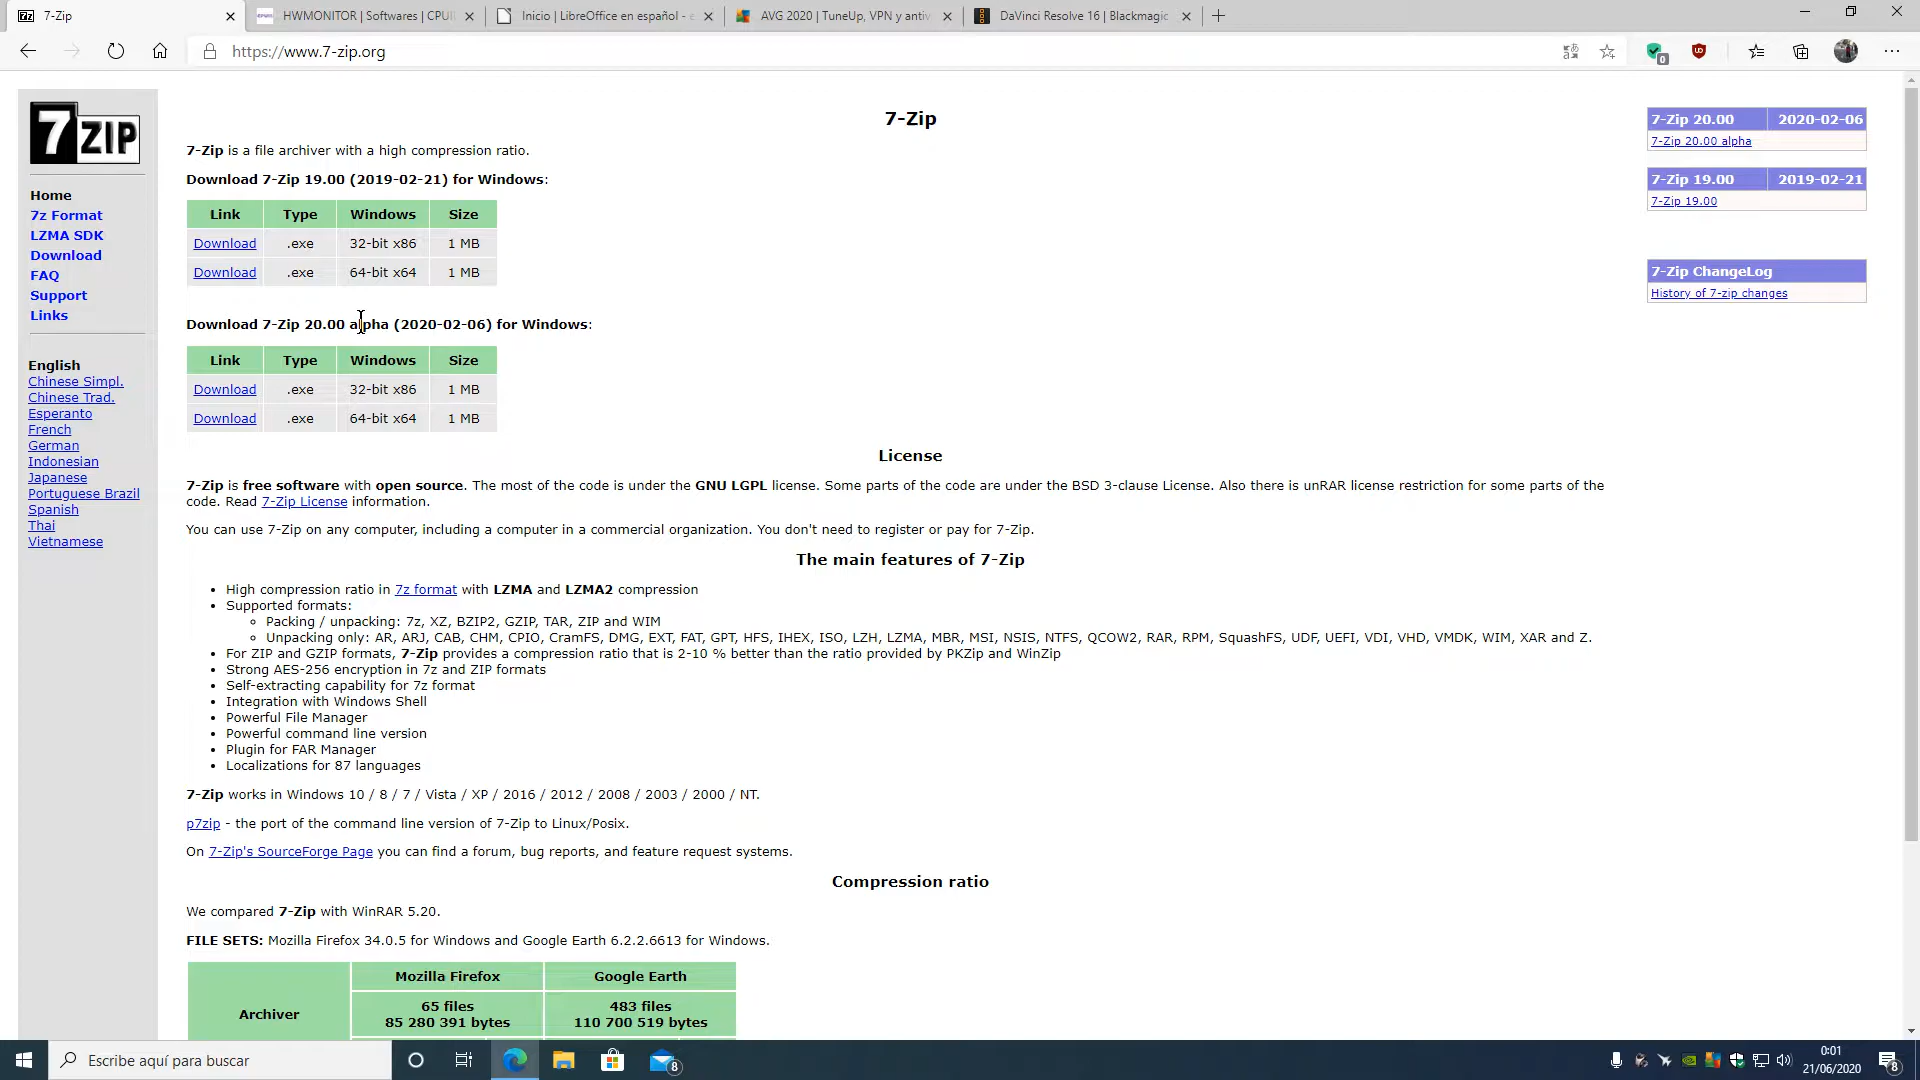 7-Zip
HWMONITOR | Softwares | CPUI
Inicio | LibreOffice en español - e
AVG 2020 | TuneUp, VPN y antiv
DaVinci Resolve 16 | Blackmagic
https://www.7-zip.org
0
7ZIP
Home
7z Format
LZMA SDK
Download
FAQ
Support
Links
English
Chinese Simpl.
Chinese Trad.
Esperanto
French
German
Indonesian
Japanese
Portuguese Brazil
Spanish
Thai
Vietnamese
7-Zip
7-Zip is a file archiver with a high compression ratio.
Download 7-Zip 19.00 (2019-02-21) for Windows:
Link Type Windows Size
Download .exe 32-bit x86 1 MB
Download .exe 64-bit x64 1 MB
Download 7-Zip 20.00 alpha (2020-02-06) for Windows:
Link Type Windows Size
Download .exe 32-bit x86 1 MB
Download .exe 64-bit x64 1 MB
License
7-Zip is free software with open source. The most of the code is under the GNU LGPL license. Some parts of the code are under the BSD 3-clause License. Also there is unRAR license restriction for some parts of the
code. Read 7-Zip License information.
You can use 7-Zip on any computer, including a computer in a commercial organization. You don't need to register or pay for 7-Zip.
The main features of 7-Zip
High compression ratio in 7z format with LZMA and LZMA2 compression
Supported formats:
Packing / unpacking: 7z, XZ, BZIP2, GZIP, TAR, ZIP and WIM
Unpacking only: AR, ARJ, CAB, CHM, CPIO, CramFS, DMG, EXT, FAT, GPT, HFS, IHEX, ISO, LZH, LZMA, MBR, MSI, NSIS, NTFS, QCOW2, RAR, RPM, SquashFS, UDF, UEFI, VDI, VHD, VMDK, WIM, XAR and Z.
For ZIP and GZIP formats, 7-Zip provides a compression ratio that is 2-10 % better than the ratio provided by PKZip and WinZip
Strong AES-256 encryption in 7z and ZIP formats
Self-extracting capability for 7z format
Integration with Windows Shell
Powerful File Manager
Powerful command line version
Plugin for FAR Manager
Localizations for 87 languages
7-Zip works in Windows 10 / 8 / 7 / Vista / XP / 2016 / 2012 / 2008 / 2003 / 2000 / NT.
p7zip - the port of the command line version of 7-Zip to Linux/Posix.
On 7-Zip's SourceForge Page you can find a forum, bug reports, and feature request systems.
Compression ratio
We compared 7-Zip with WinRAR 5.20.
FILE SETS: Mozilla Firefox 34.0.5 for Windows and Google Earth 6.2.2.6613 for Windows.
Archiver
Mozilla Firefox Google Earth
65 files 483 files
85 280 391 bytes 110 700 519 bytes
7-Zip 20.00 2020-02-06
7-Zip 20.00 alpha
7-Zip 19.00 2019-02-21
7-Zip 19.00
7-Zip ChangeLog
History of 7-zip changes
Escribe aquí para buscar
8
0:01
21/06/2020
8